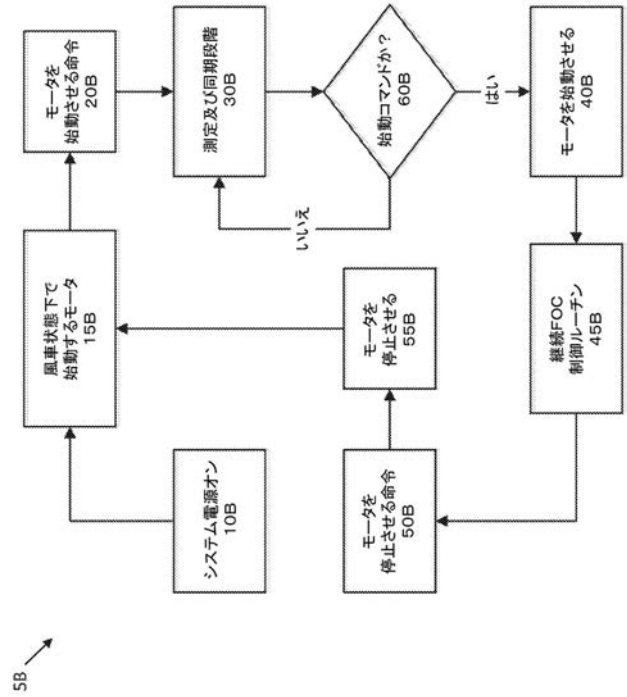 5B
システム電源オン
10B
風車状態下で
始動するモータ
15B
モータを
始動させる命令
20B
測定及び同期段階
30B
始動コマンドか？
60B
いいえ
はい
モータを始動させる
40B
継続FOC
制御ルーチン
45B
モータを
停止させる命令
50B
モータを
停止させる
55B